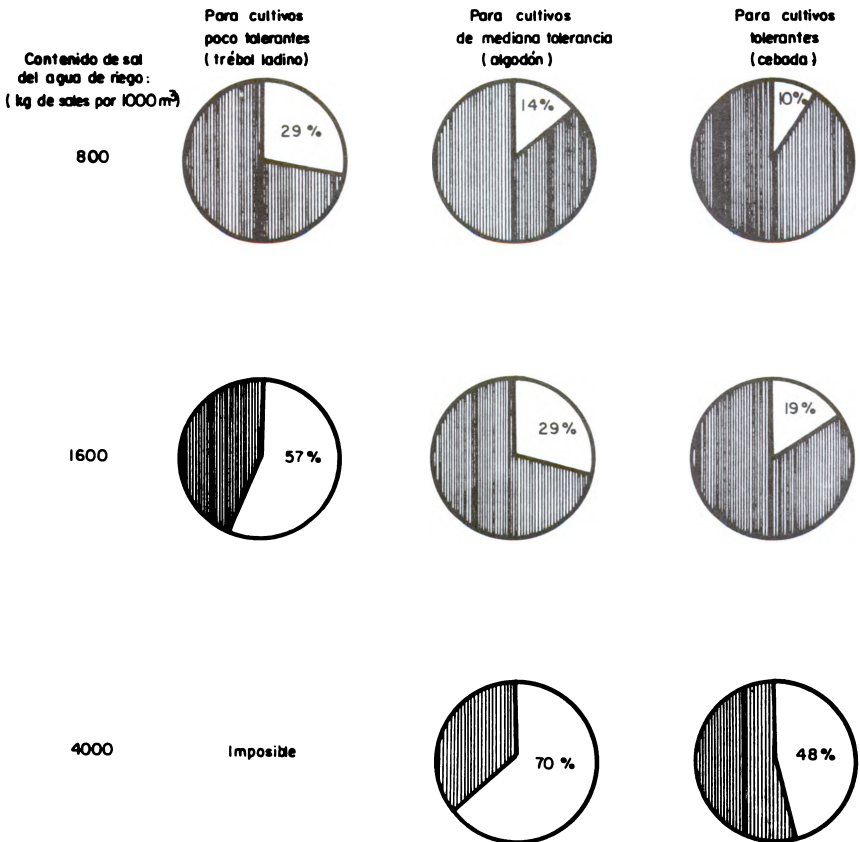 Contenido de sal
del agua de riego:
( kg de sales por 1000 m³)
Para cultivos
poco tolerantes
( trébol ladino)
Para cultivos
de mediana tolerancia
( algodón )
Para cultivos
tolerantes
( cebada )
800
29 %
14 %
10%
1600
57 %
29 %
19 %
4000
Imposible
70 %
48 %